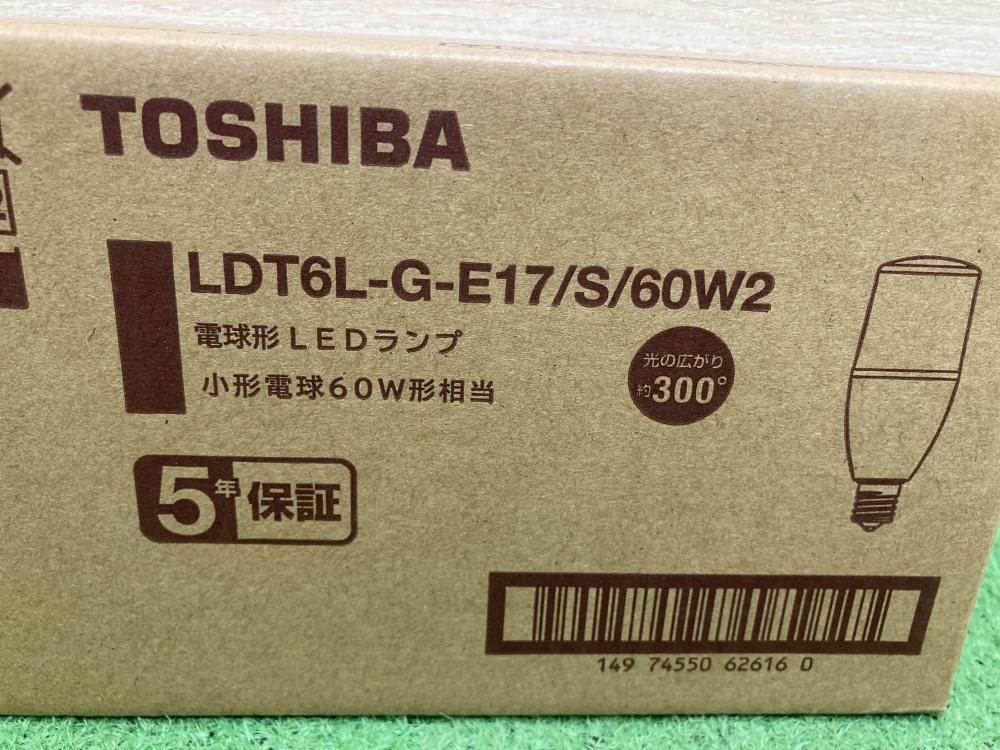 TOSHIBA
LDT6L-G-E17/S/60W2
電球形LEDランプ
小形電球60W形相当
光の広がり
約300°
5年保証
149 74550 62616 0